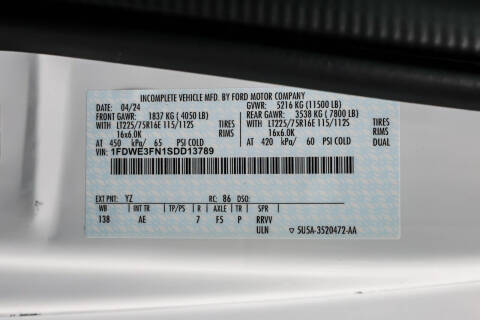 INCOMPLETE VEHICLE MFD. BY FORD MOTOR COMPANY
DATE: 04/24 GVWR: 5216 KG (11500 LB)
FRONT GAWR: 1837 KG ( 4050 LB) REAR GAWR: 3538 KG ( 7800 LB)
WITH WITH
LT225/75R16E 115/112S TIRES LT225/75R16E 115/112S TIRES
16x6.0K RIMS 16x6.0K RIMS
AT 450 kPa/ 65 PSI COLD AT 420 kPa/ 60 PSI COLD DUAL
VIN: 1FDWE3FN1SDD13789
EXT PNT: YZ RC: 86 DSO:
WB INT TR TP/PS R AXLE TR SPR
138 AE 7 F5 P RRVV
ULN 5U5A-3520472-AA